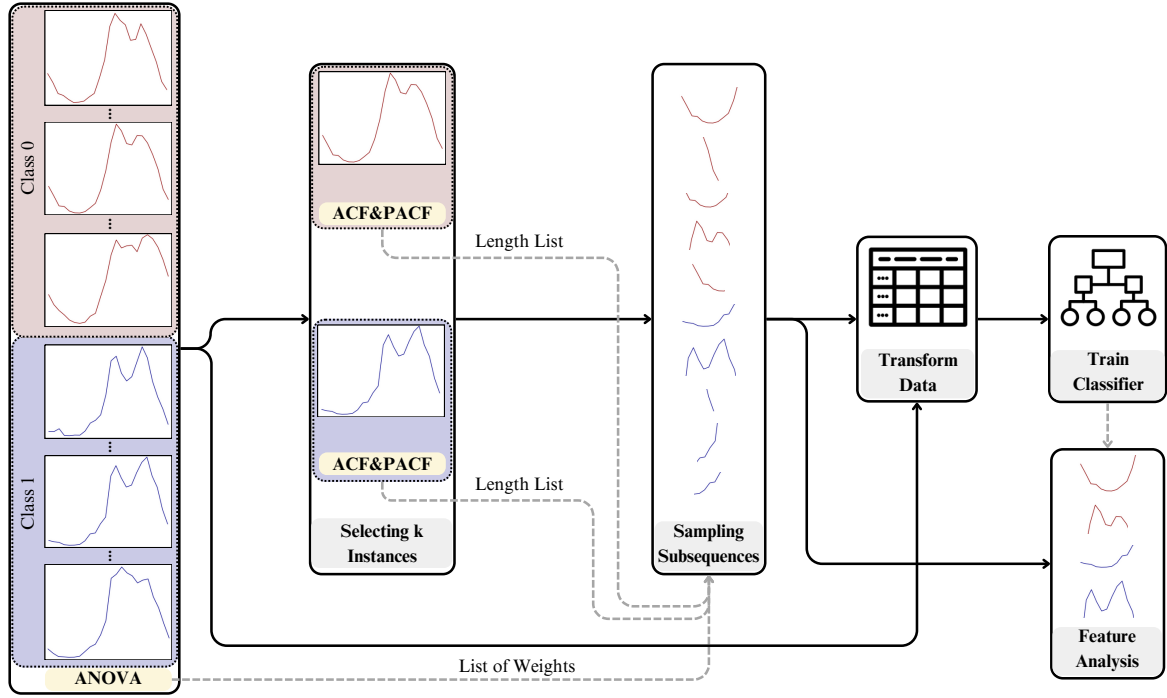 Class 0
Class 1
ANOVA
ACF&PACF
ACF&PACF
Selecting k
Instances
Length List
Length List
List of Weights
Sampling
Subsequences
Transform
Data
Train
Classifier
Feature
Analysis